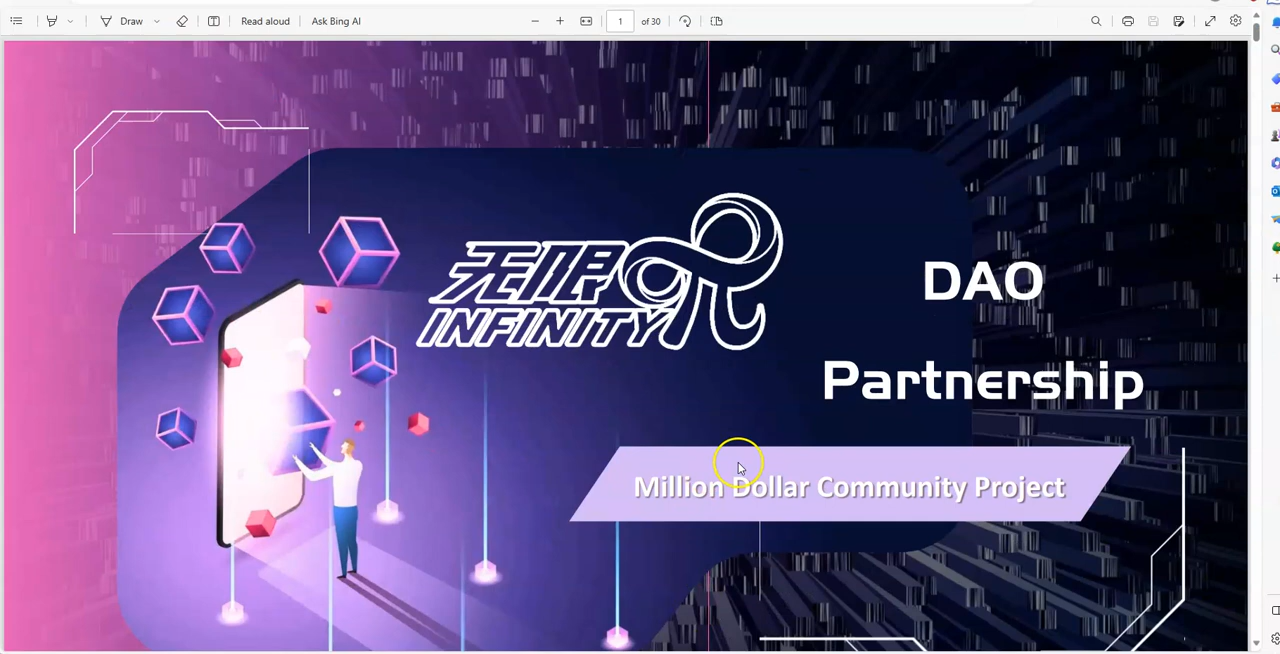 Draw
Read aloud
Ask Bing AI
1 of 30
无限
INFINITY
DAO
Partnership
Million Dollar Community Project